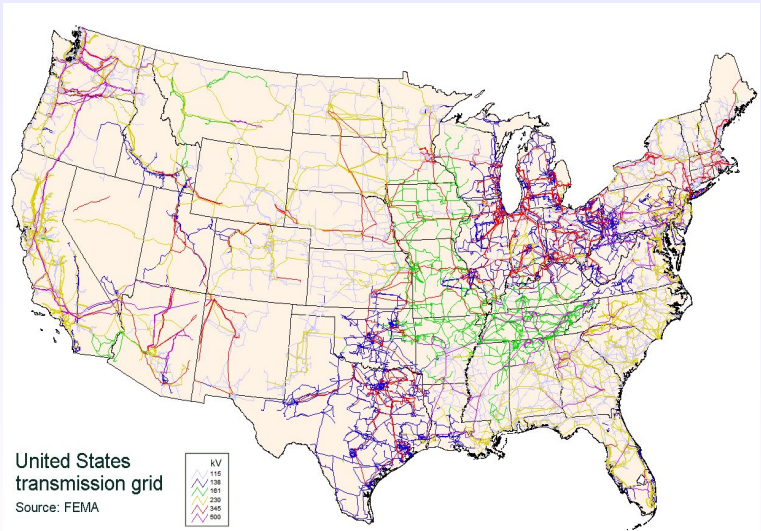 United States
transmission grid
Source: FEMA
kV
115
138
161
230
345
500